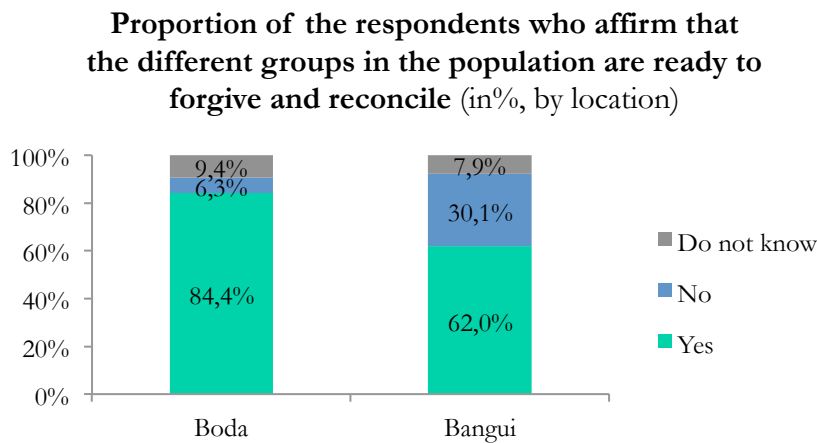 Proportion of the respondents who affirm that
the different groups in the population are ready to
forgive and reconcile (in%, by location)
100%
80%
60%
40%
20%
0%
9,4%
6,3%
84,4%
7,9%
30,1%
62,0%
Boda
Bangui
Do not know
No
Yes